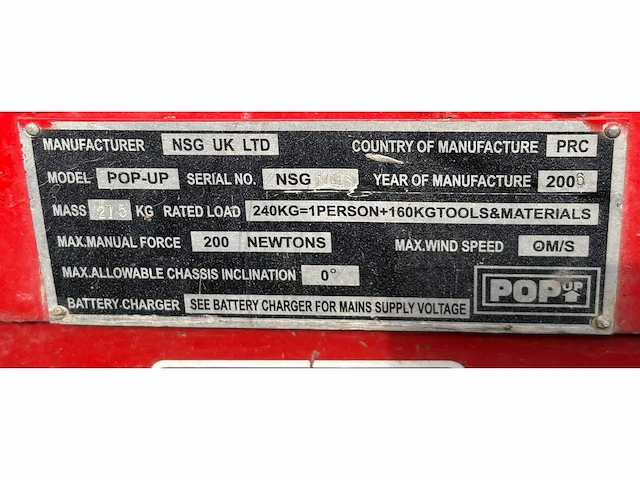 MANUFACTURER NSG UK LTD COUNTRY OF MANUFACTURE PRC
MODEL POP-UP SERIAL NO. NSG YEAR OF MANUFACTURE 2006
MASS 215 KG RATED LOAD 240KG=1PERSON+160KGTOOLS&MATERIALS
MAX.MANUAL FORCE 200 NEWTONS MAX.WIND SPEED 0M/S
MAX.ALLOWABLE CHASSIS INCLINATION 0°
POP UP
BATTERY-CHARGER SEE BATTERY CHARGER FOR MAINS SUPPLY VOLTAGE